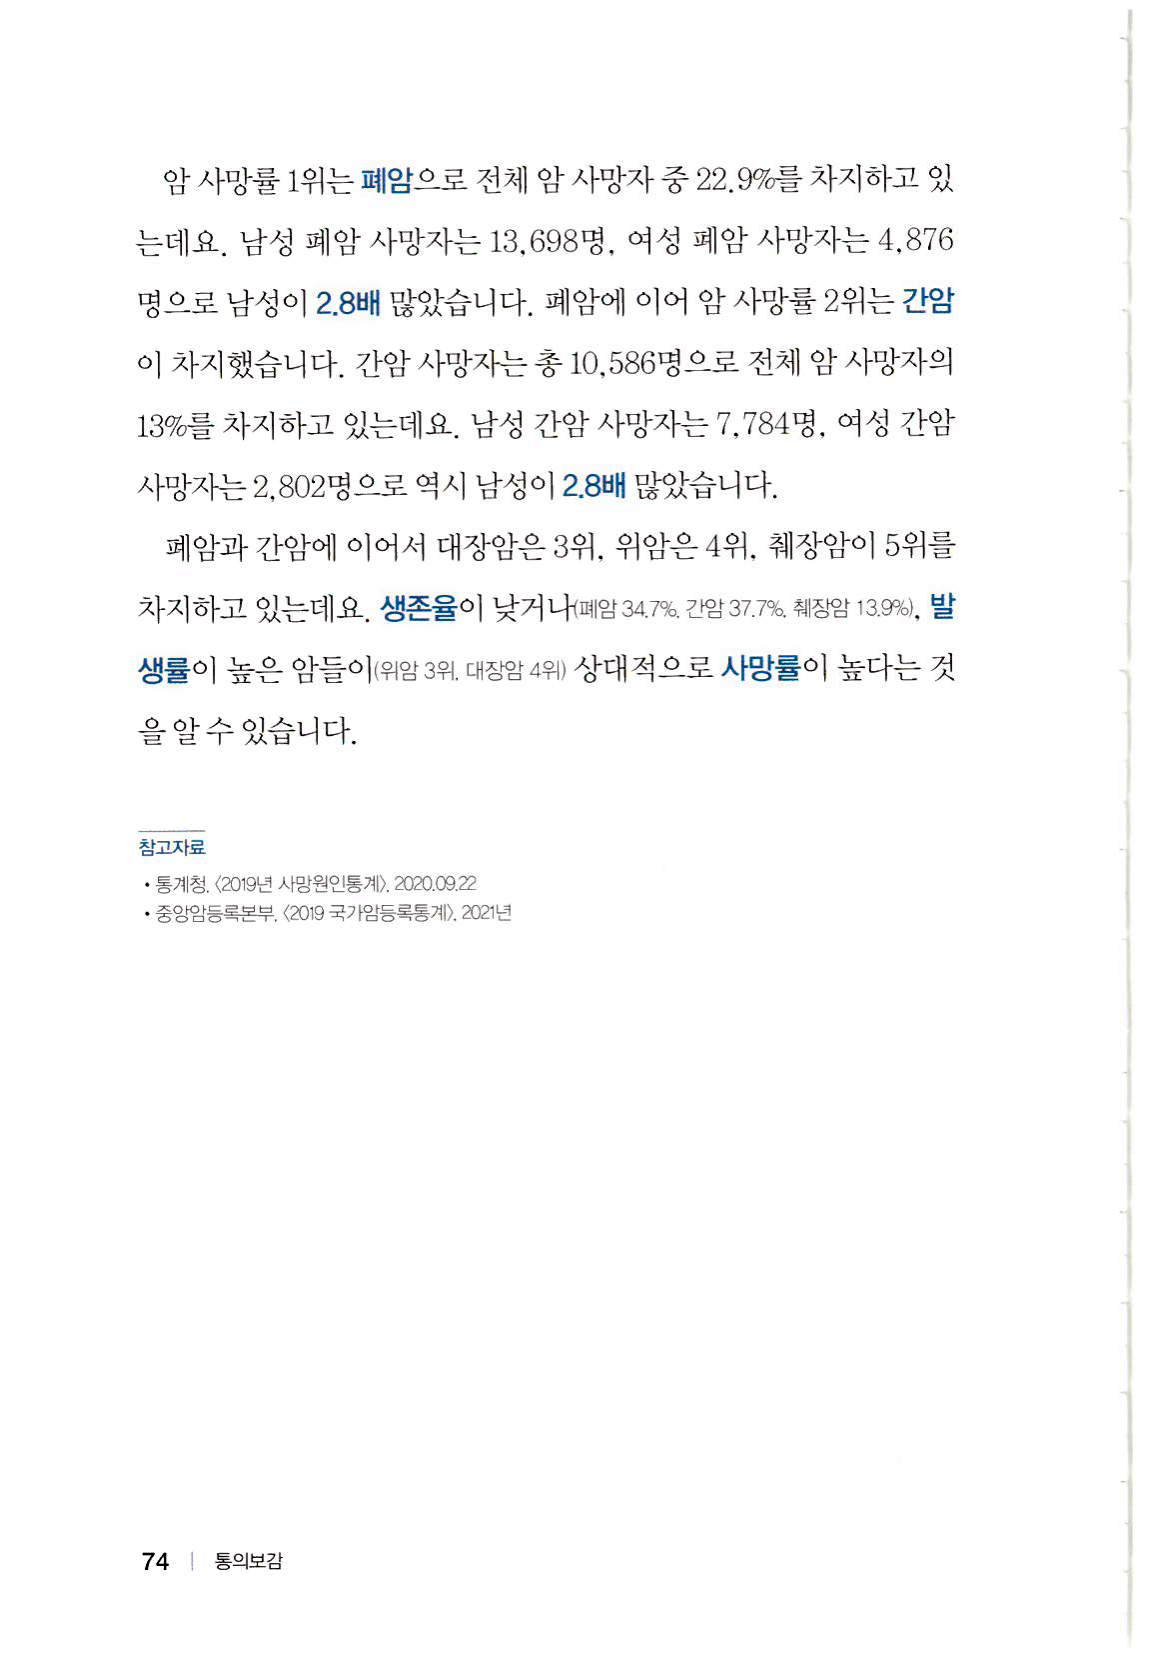 암 사망률 1위는 폐암으로 전체 암 사망자 중 22.9%를 차지하고 있
는데요. 남성 폐암 사망자는 13,698명, 여성 폐암 사망자는 4,876
명으로 남성이 2.8배 많았습니다. 폐암에 이어 암 사망률 2위는 간암
이 차지했습니다. 간암 사망자는 총 10,586명으로 전체 암 사망자의
13%를 차지하고 있는데요. 남성 간암 사망자는 7,784명, 여성 간암
사망자는 2,802명으로 역시 남성이 2.8배 많았습니다.
폐암과 간암에 이어서 대장암은 3위, 위암은 4위, 췌장암이 5위를
차지하고 있는데요. 생존율이 낮거나(폐암 34.7%, 간암 37.7%, 췌장암 13.9%), 발
생률이 높은 암들이(위암 3위, 대장암 4위) 상대적으로 사망률이 높다는 것
을 알 수 있습니다.
참고자료
• 통계청, 〈2019년 사망원인통계〉, 2020.09.22
• 중앙암등록본부, 〈2019 국가암등록통계〉, 2021년
74 | 통의보감